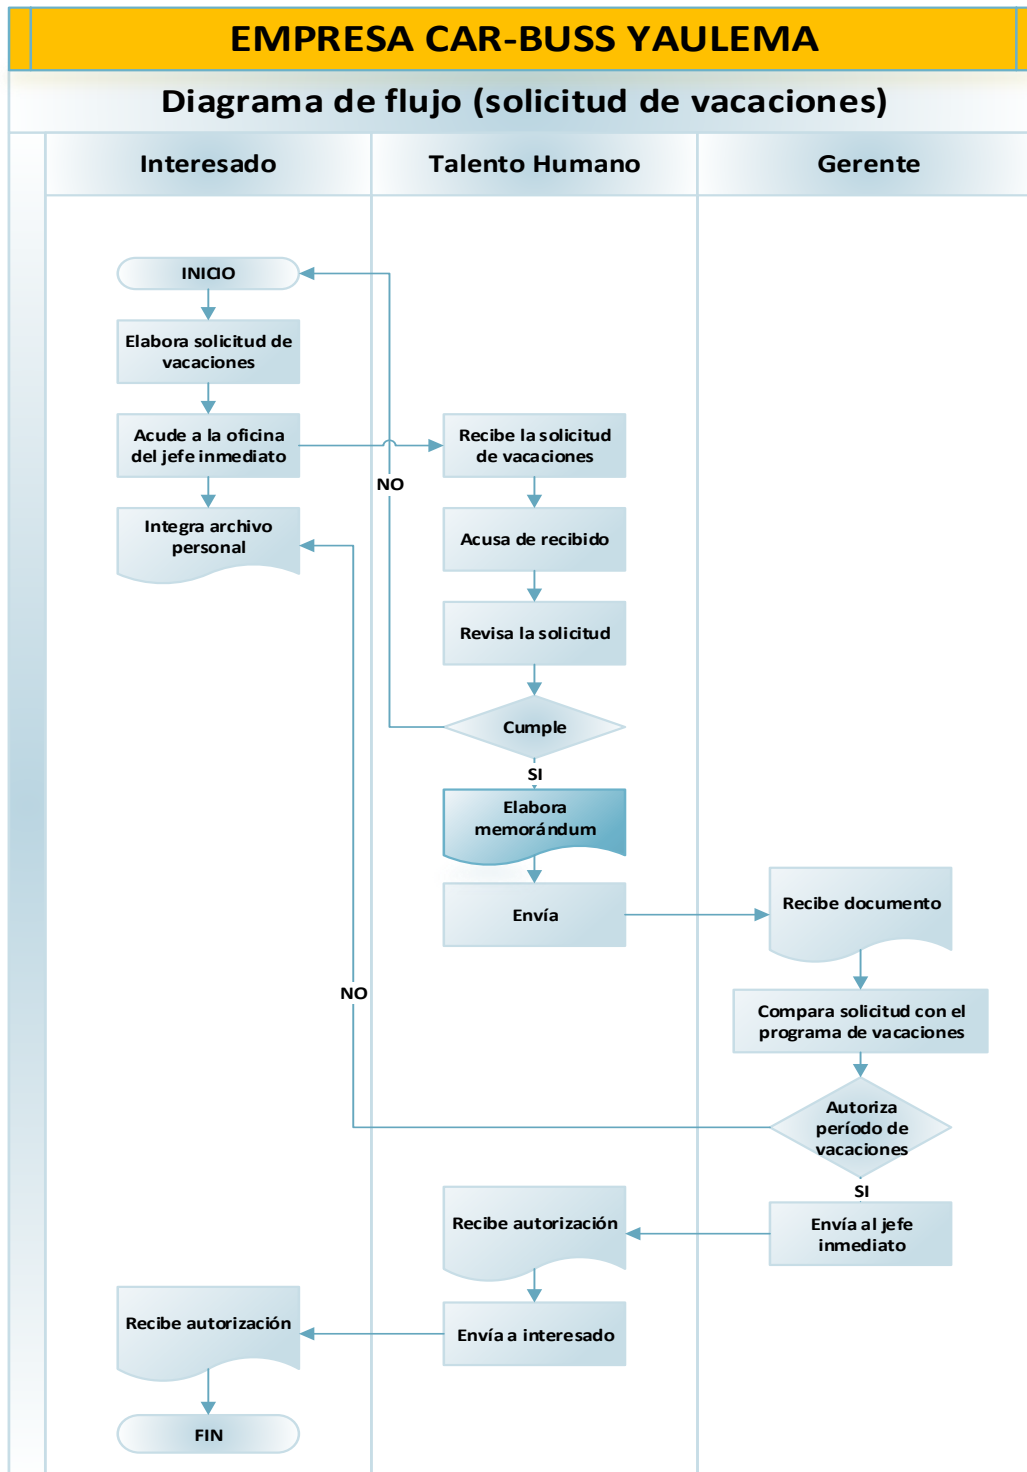 EMPRESA CAR-BUSS YAULEMA
Diagrama de flujo (solicitud de vacaciones)
Interesado
Talento Humano
Gerente
INICIO
Elabora solicitud de
vacaciones
Acude a la oficina
del jefe inmediato
Recibe la solicitud
de vacaciones
NO
Integra archivo
personal
Acusa de recibido
Revisa la solicitud
Cumple
SI
Elabora
memorándum
Envía
Recibe documento
NO
Compara solicitud con el
programa de vacaciones
Autoriza
período de
vacaciones
SI
Envía al jefe
inmediato
Recibe autorización
Envía a interesado
Recibe autorización
FIN